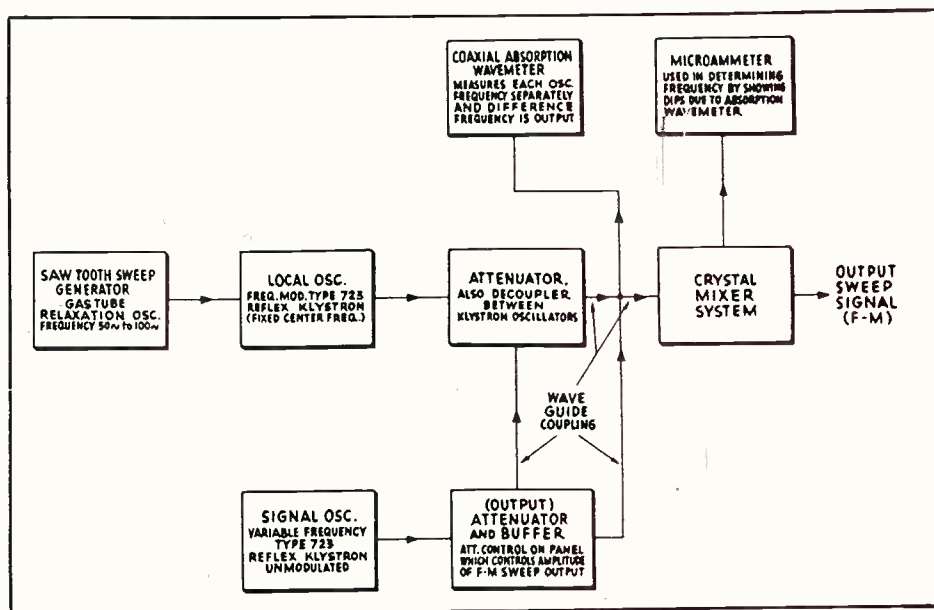 COAXIAL ABSORPTION
WAVEMETER
MEASURES EACH OSC.
FREQUENCY SEPARATELY
AND DIFFERENCE
FREQUENCY IS OUTPUT
MICROAMMETER
USED IN DETERMINING
FREQUENCY BY SHOWING
DIPS DUE TO ABSORPTION
WAVEMETER
SAW TOOTH SWEEP
GENERATOR
GAS TUBE
RELAXATION OSC.
FREQUENCY 50~ to 100~
LOCAL OSC.
FREQ. MOD. TYPE 723
REFLEX KLYSTRON
(FIXED CENTER FREQ.)
ATTENUATOR,
ALSO DECOUPLER
BETWEEN
KLYSTRON OSCILLATORS
CRYSTAL
MIXER
SYSTEM
OUTPUT
SWEEP
SIGNAL
(F-M)
WAVE
GUIDE
COUPLING
SIGNAL OSC.
VARIABLE FREQUENCY
TYPE 723
REFLEX KLYSTRON
UNMODULATED
(OUTPUT)
ATTENUATOR
AND BUFFER
ATT. CONTROL ON PANEL
WHICH CONTROLS AMPLITUDE
OF F-M SWEEP OUTPUT